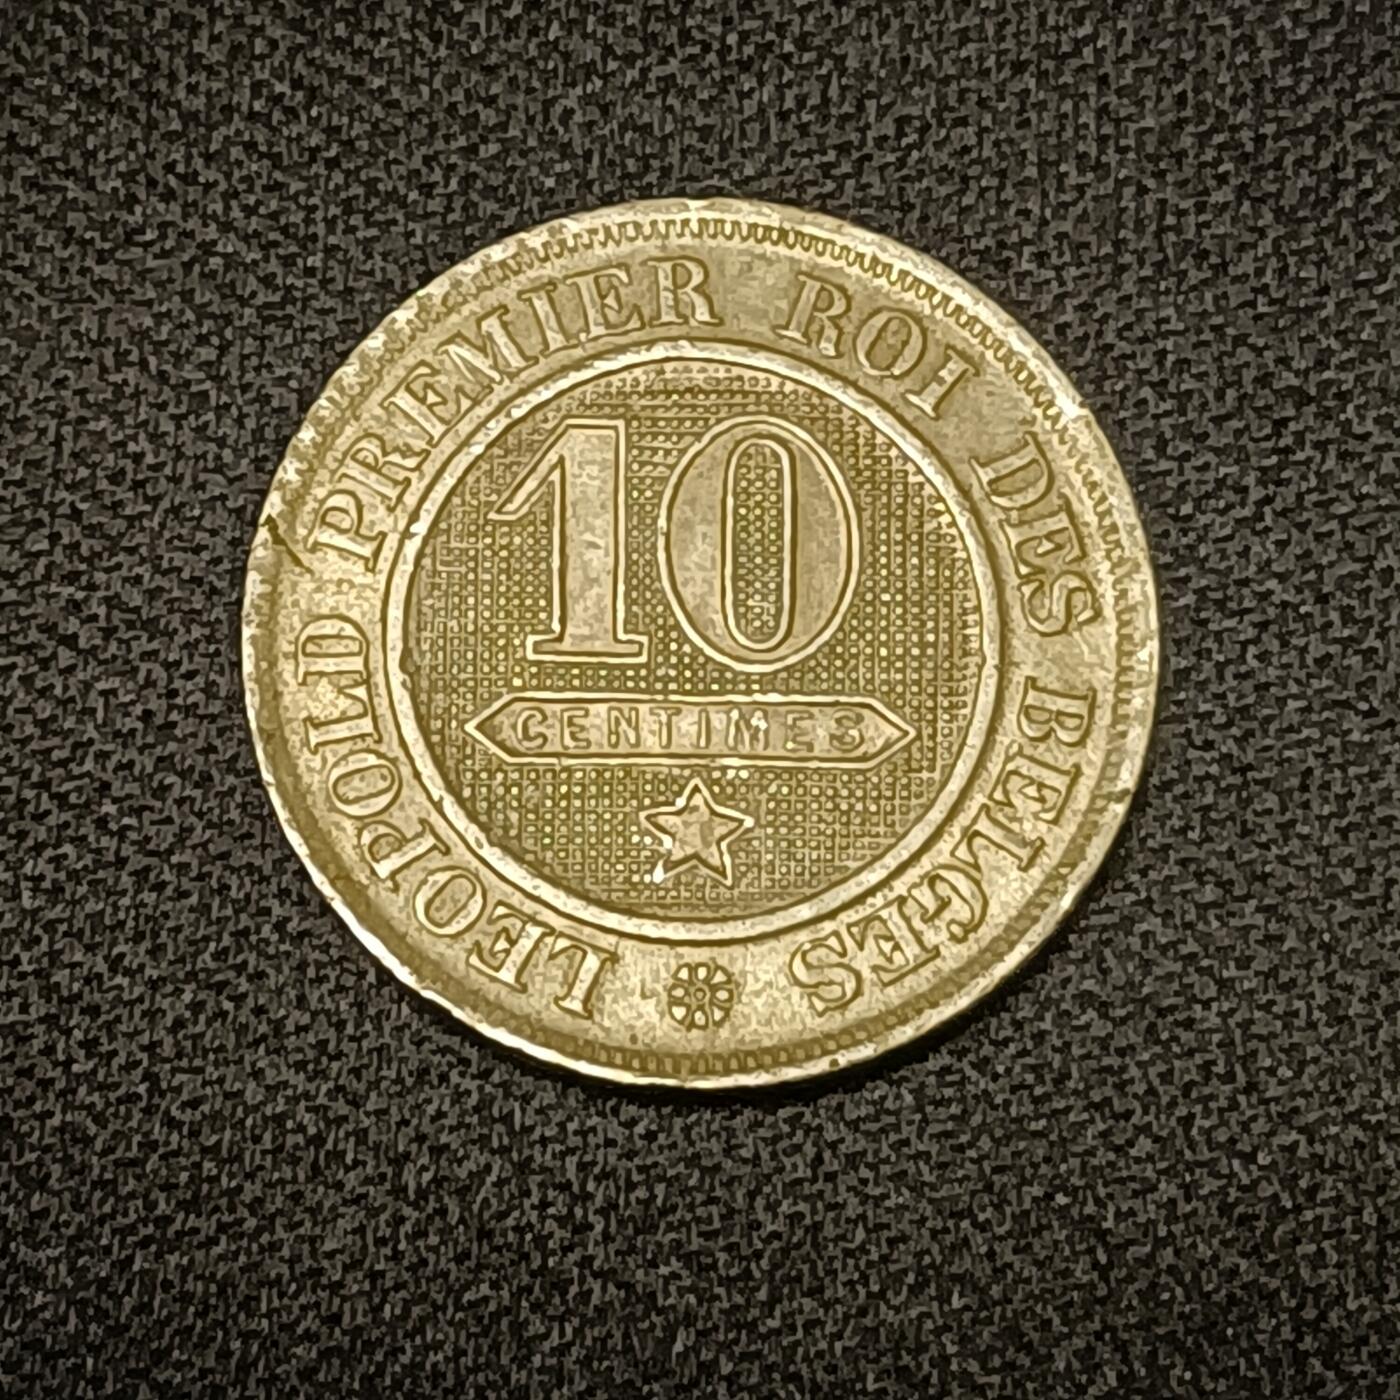 LEOPOLD PREMIER ROI DES BELGES
10
CENTIMES